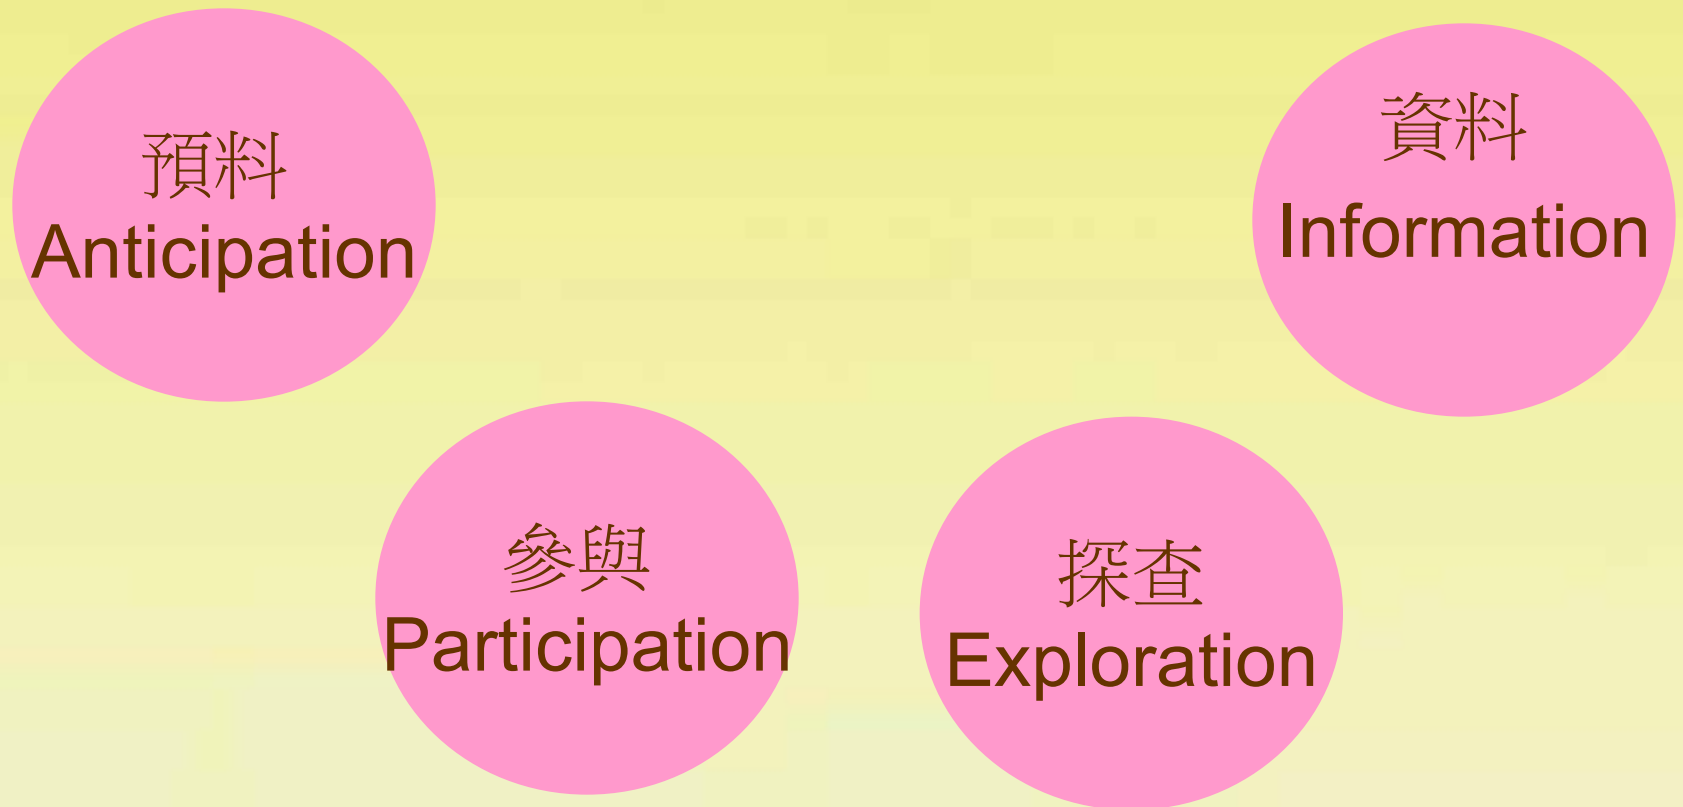 預料
Anticipation
資料
Information
參與
Participation
探查
Exploration